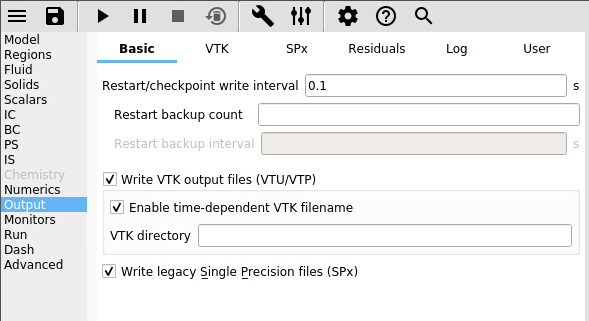 Model
Regions
Fluid
Solids
Scalars
IC
BC
PS
IS
Chemistry
Numerics
Output
Monitors
Run
Dash
Advanced
Basic VTK SPx Residuals Log User
Restart/checkpoint write interval 0.1 s
Restart backup count
Restart backup interval s
Write VTK output files (VTU/VTP)
Enable time-dependent VTK filename
VTK directory
Write legacy Single Precision files (SPx)